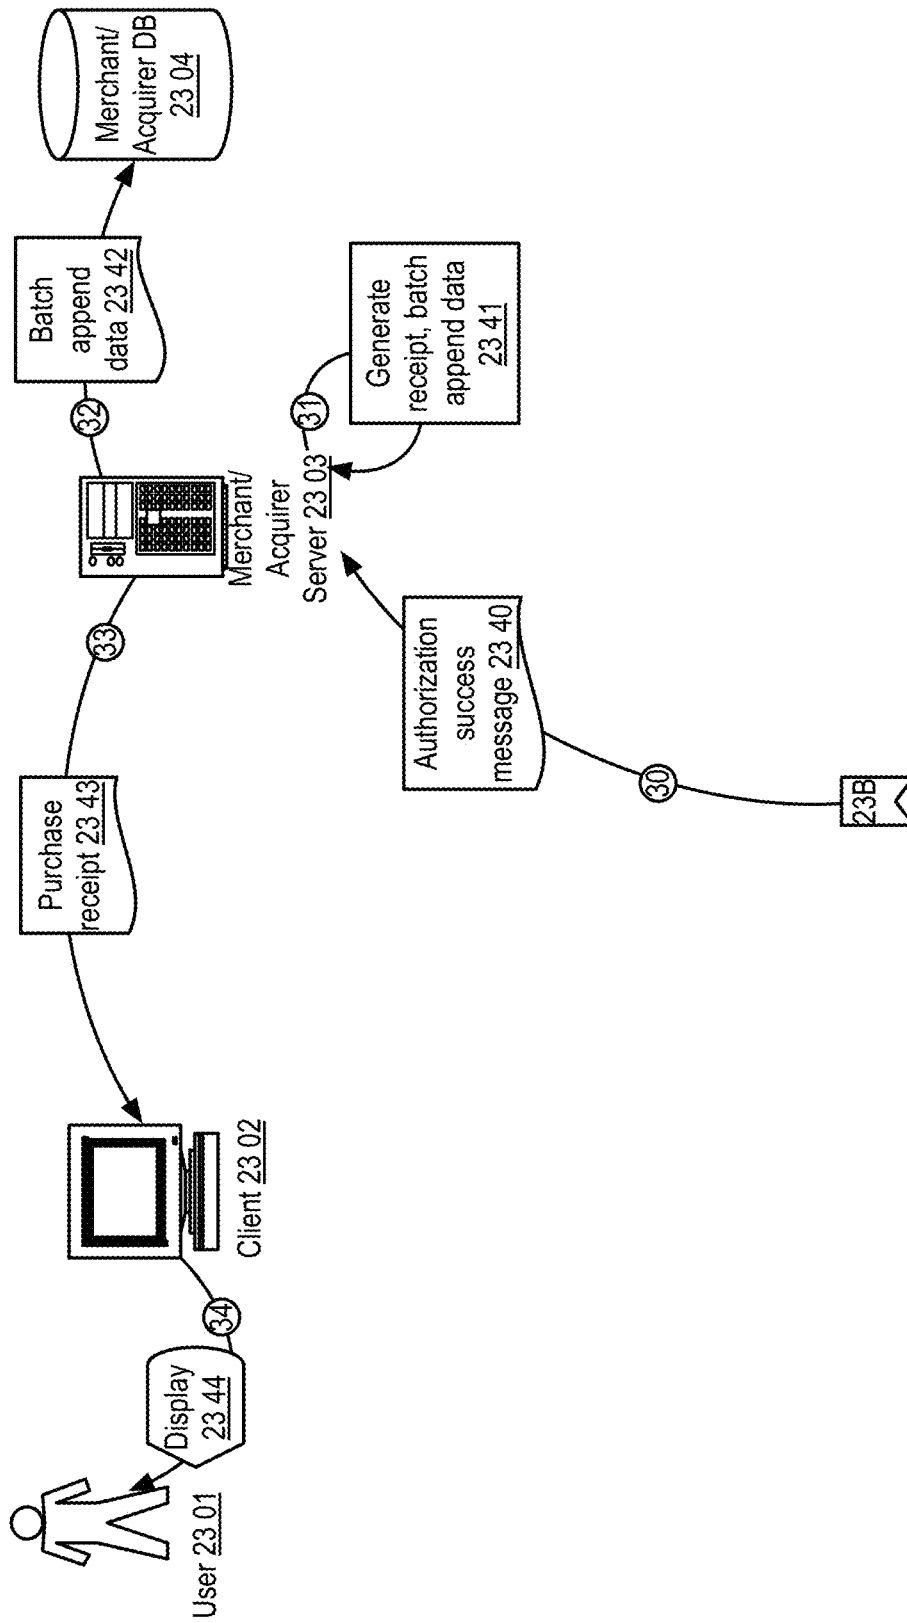 User 23 01
Display
23 44
34
Client 23 02
Purchase
receipt 23 43
33
Merchant/
Acquirer
Server 23 03
32
Batch
append
data 23 42
Merchant/
Acquirer DB
23 04
31
Generate
receipt, batch
append data
23 41
Authorization
success
message 23 40
30
23B